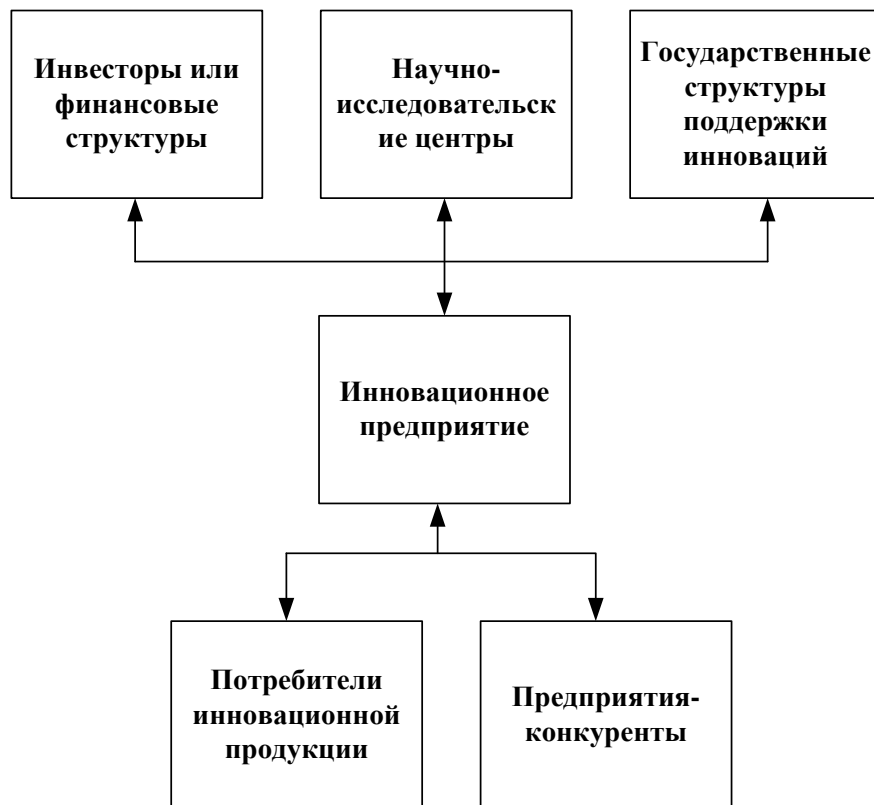 Инвесторы или
финансовые
структуры
Научно-
исследовательск
ие центры
Государственные
структуры
поддержки
инноваций
Инновационное
предприятие
Потребители
инновационной
продукции
Предприятия-
конкуренты